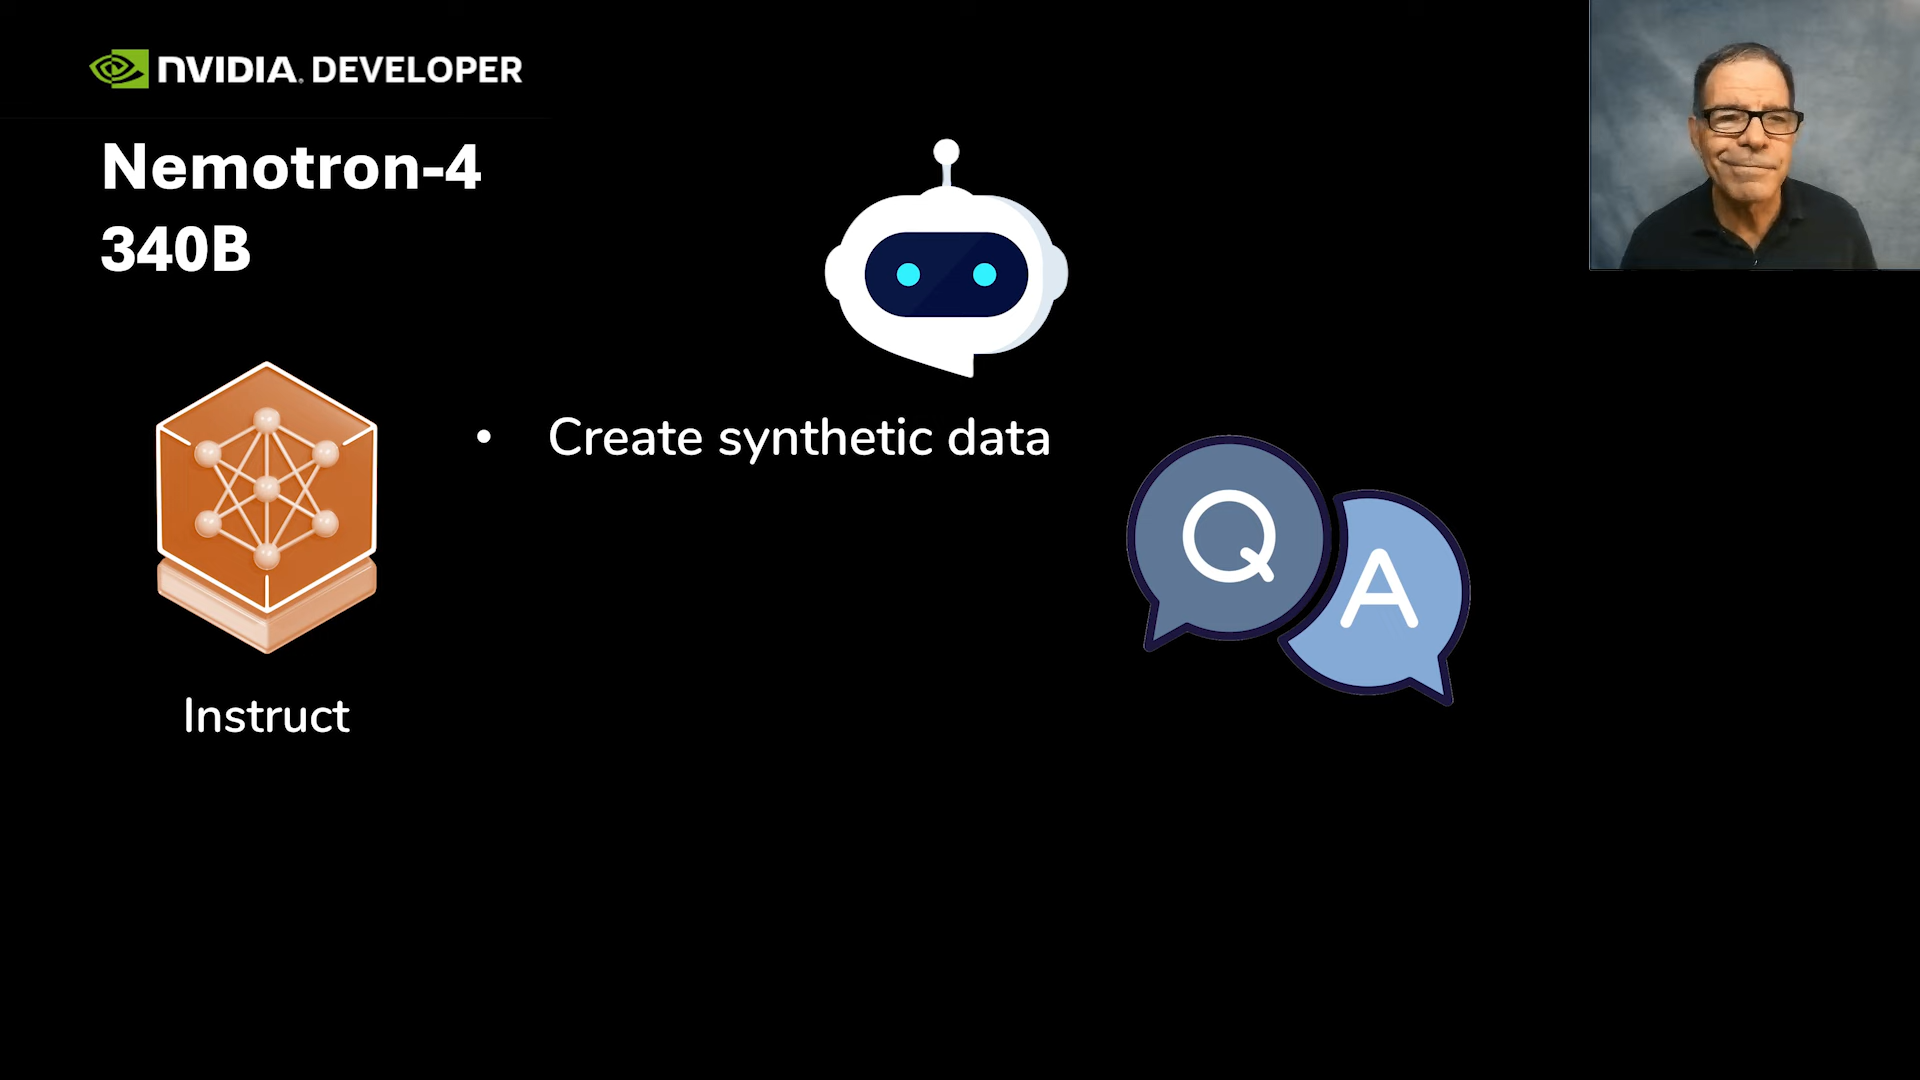 NVIDIA. DEVELOPER
Nemotron-4
340B
• Create synthetic data
Q
A
Instruct